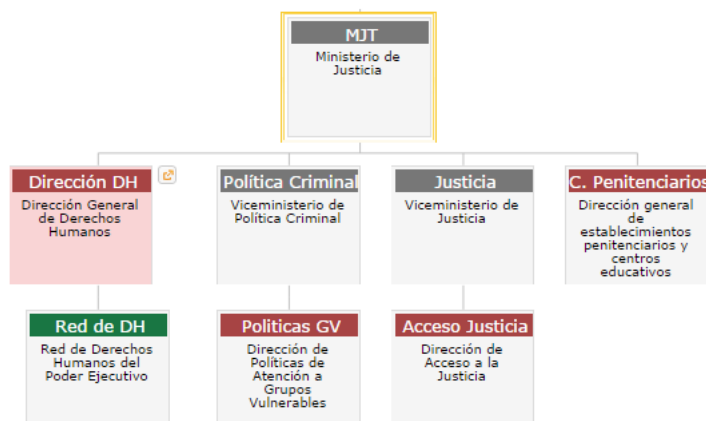 MJT
Ministerio de
Justicia
Dirección DH
Dirección General
de Derechos
Humanos
Política Criminal
Viceministerio de
Política Criminal
Justicia
Viceministerio de
Justicia
C. Penitenciarios
Dirección general
de
establecimientos
penitenciarios y
centros
educativos
Red de DH
Red de Derechos
Humanos del
Poder Ejecutivo
Politicas GV
Dirección de
Políticas de
Atención a
Grupos
Vulnerables
Acceso Justicia
Dirección de
Acceso a la
Justicia